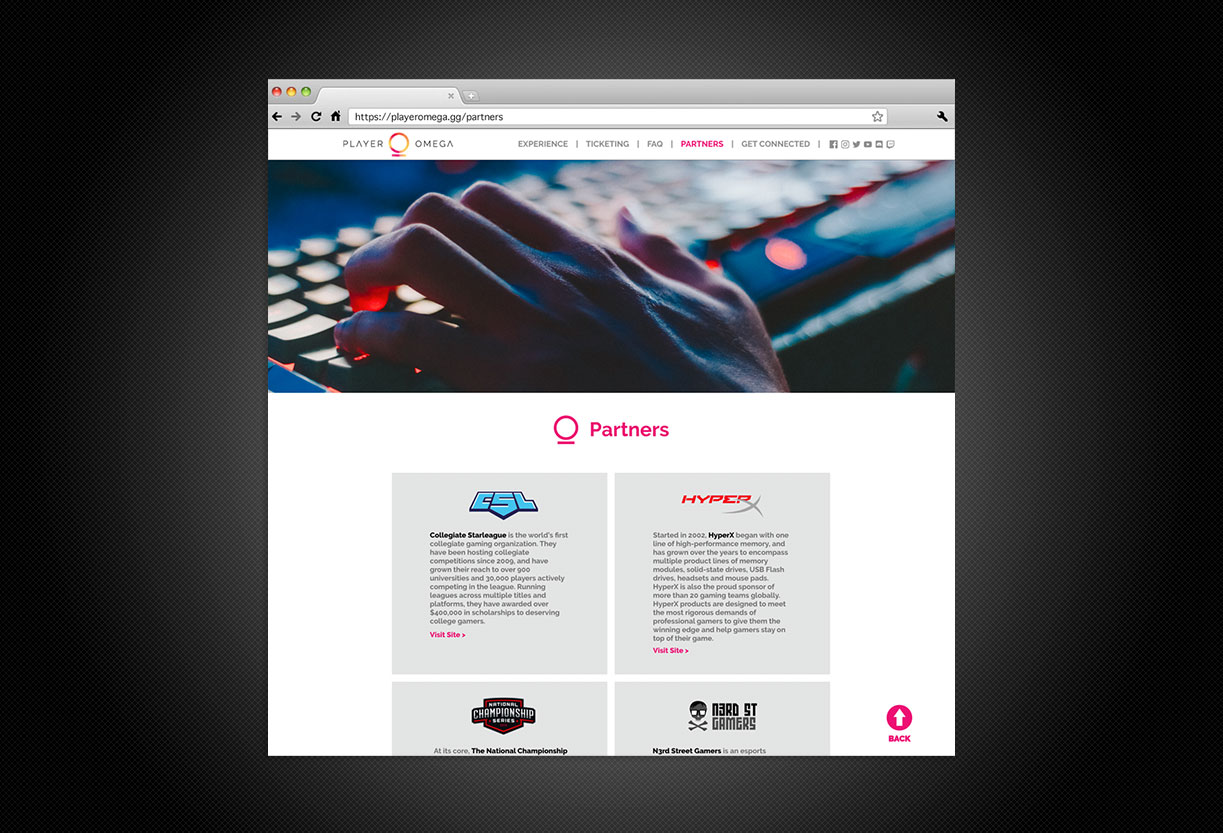 https://playeromega.gg/partners
PLAYER OMEGA
EXPERIENCE | TICKETING | FAQ | PARTNERS | GET CONNECTED |
Partners
CSL
Collegiate Starleague is the world's first
collegiate gaming organization. They
have been hosting collegiate
competitions since 2009, and have
grown their reach to over 900
universities and 30,000 players actively
competing in the league. Running
leagues across multiple titles and
platforms, they have awarded over
$400,000 in scholarships to deserving
college gamers.
Visit Site >
HYPERX
Started in 2002, HyperX began with one
line of high-performance memory, and
has grown over the years to encompass
multiple product lines of memory
modules, solid-state drives, USB Flash
drives, headsets and mouse pads.
HyperX is also the proud sponsor of
more than 20 gaming teams globally.
HyperX products are designed to meet
the most rigorous demands of
professional gamers to give them the
winning edge and help gamers stay on
top of their game.
Visit Site >
NATIONAL
CHAMPIONSHIP
SERIES
At its core, The National Championship
N3RD ST
GAMERS
N3rd Street Gamers is an esports
BACK